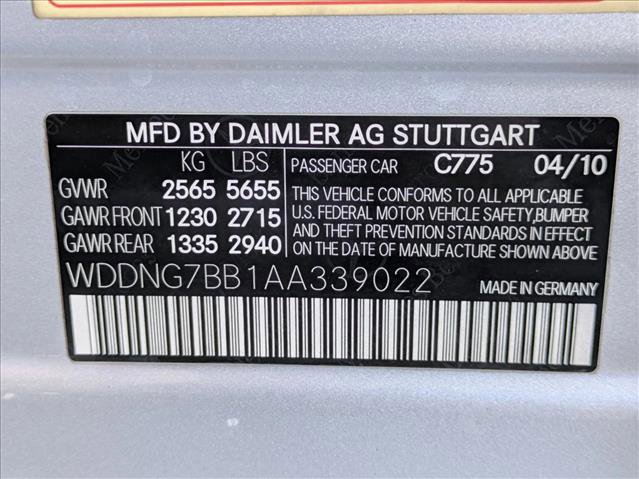 MFD BY DAIMLER AG STUTTGART
KG LBS PASSENGER CAR C775 04/10
GVWR 2565 5655
GAWR FRONT 1230 2715
GAWR REAR 1335 2940
THIS VEHICLE CONFORMS TO ALL APPLICABLE
U.S. FEDERAL MOTOR VEHICLE SAFETY,BUMPER
AND THEFT PREVENTION STANDARDS IN
EFFECT ON THE DATE OF MANUFACTURE SHOWN ABOVE
WDDNG7BB1AA339022 MADE IN GERMANY